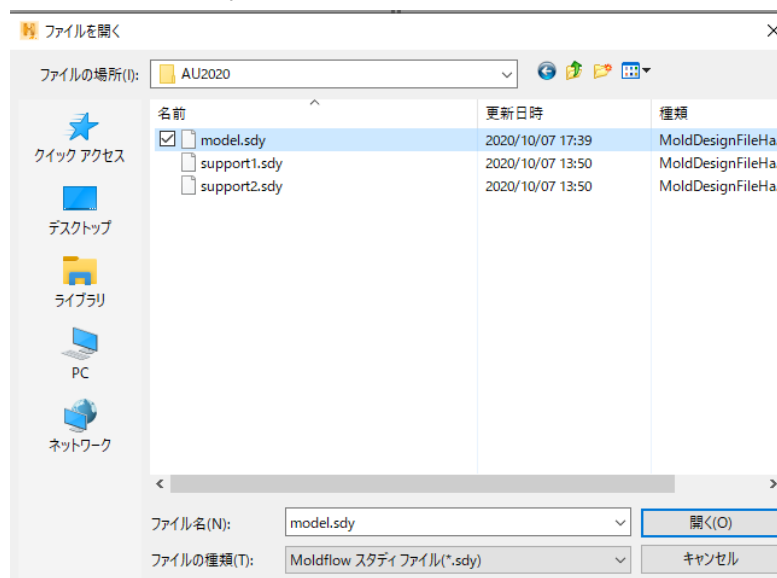 ファイルを開く
ファイルの場所(I): AU2020
クイック アクセス
デスクトップ
ライブラリ
PC
ネットワーク
名前 更新日時 種類
model.sdy 2020/10/07 17:39 MoldDesignFileHa
support1.sdy 2020/10/07 13:50 MoldDesignFileHa
support2.sdy 2020/10/07 13:50 MoldDesignFileHa
ファイル名(N): model.sdy 開く(O)
ファイルの種類(T): Moldflow スタディ ファイル(*.sdy) キャンセル